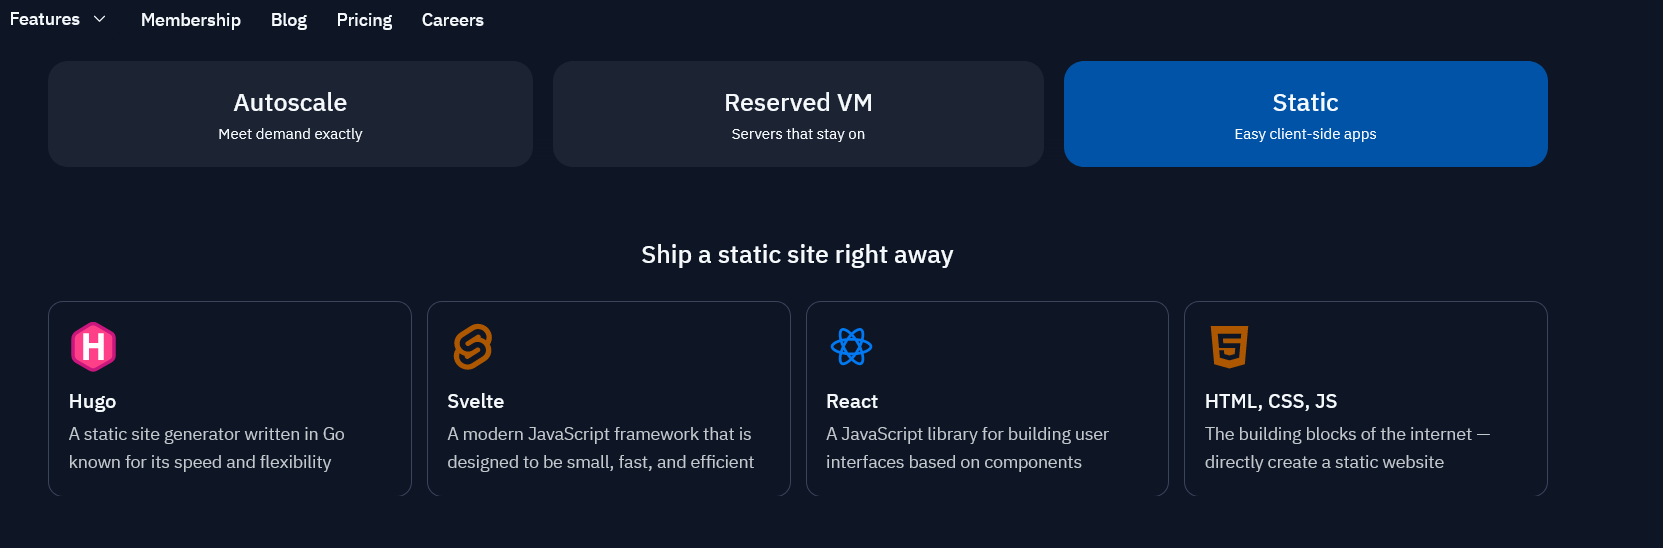 Features
Membership
Blog
Pricing
Careers
Autoscale
Meet demand exactly
Reserved VM
Servers that stay on
Static
Easy client-side apps
Ship a static site right away
H
Hugo
A static site generator written in Go
known for its speed and flexibility
Svelte
A modern JavaScript framework that is
designed to be small, fast, and efficient
React
A JavaScript library for building user
interfaces based on components
5
HTML, CSS, JS
The building blocks of the internet —
directly create a static website